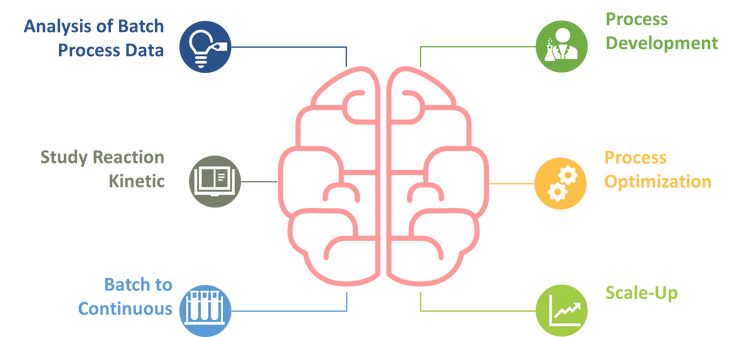 Analysis of Batch
Process Data
Process
Development
Study Reaction
Kinetic
Process
Optimization
Batch to
Continuous
Scale-Up